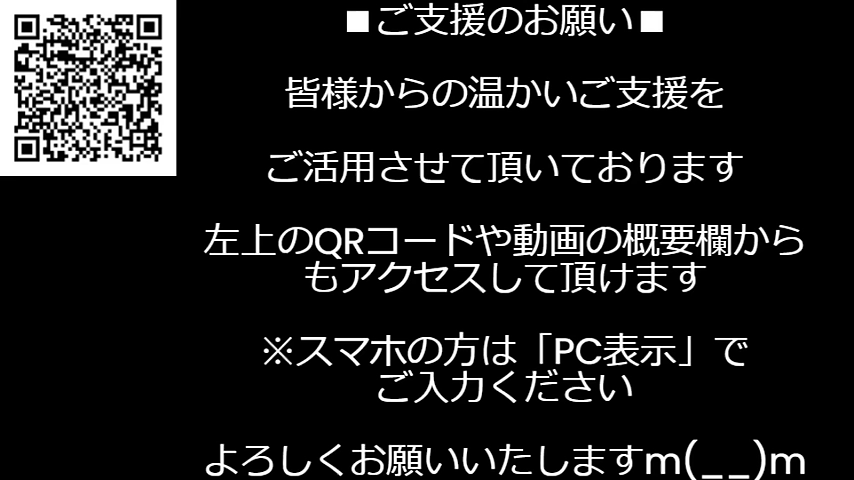 ■ご支援のお願い■
皆様からの温かいご支援を
ご活用させて頂いております
左上のQRコードや動画の概要欄から
もアクセスして頂けます
※スマホの方は「PC表示」で
ご入力ください
よろしくお願いいたしますm(__)m